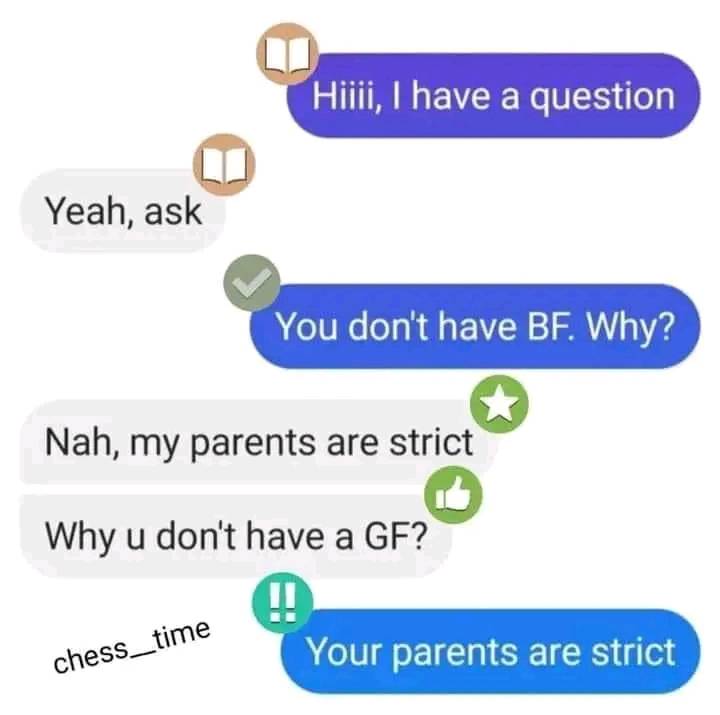 Hiiii, I have a question
Yeah, ask
You don't have BF. Why?
Nah, my parents are strict
Why u don't have a GF?
!!
Your parents are strict
chess__time